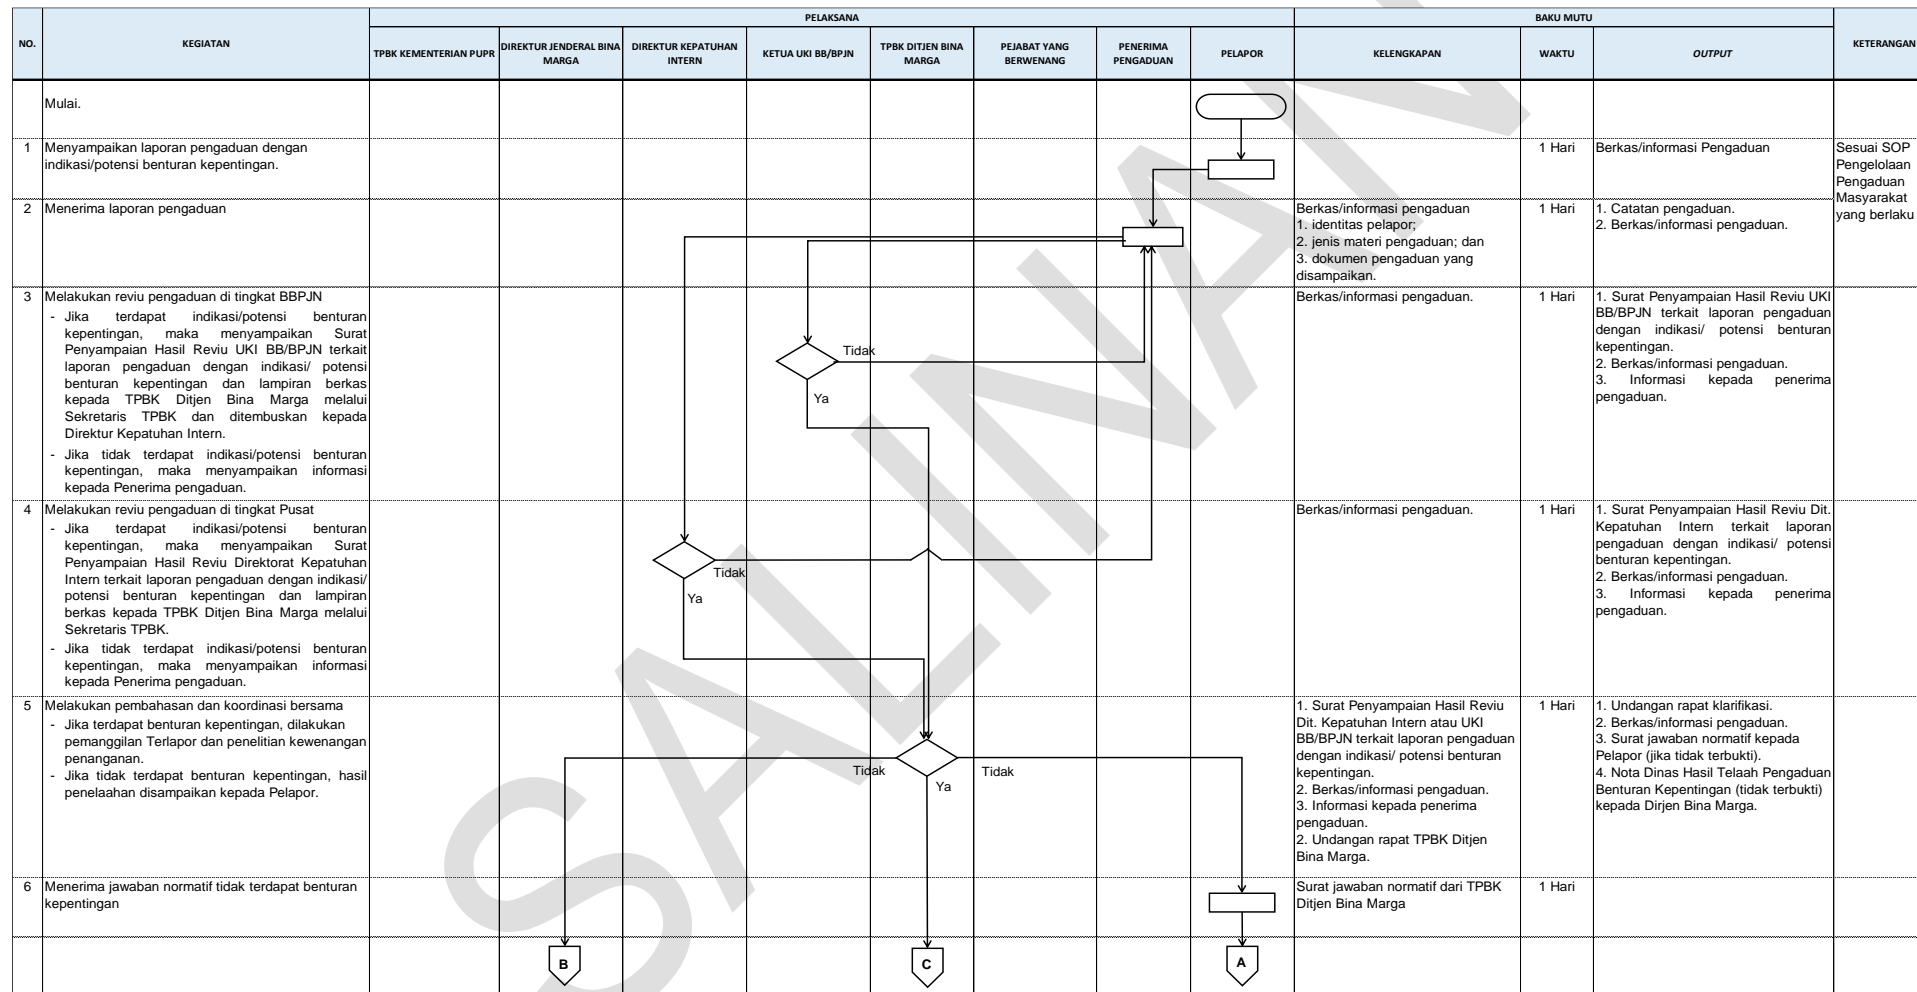 NO.
KEGIATAN
PELAKSANA
BAKU MUTU
KETERANGAN
TPBK KEMENTERIAN PUPR
DIREKTUR JENDERAL BINA
MARGA
DIREKTUR KEPATUHAN
INTERN
KETUA UKI BB/BPJN
TPBK DITJEN BINA
MARGA
PEJABAT YANG
BERWENANG
PENERIMA
PENGADUAN
PELAPOR
KELENGKAPAN
WAKTU
OUTPUT
Mulai.
1
Menyampaikan laporan pengaduan dengan
indikasi/potensi benturan kepentingan.
1 Hari
Berkas/informasi Pengaduan
Sesuai SOP
Pengelolaan
Pengaduan
Masyarakat
yang berlaku
2
Menerima laporan pengaduan
Berkas/informasi pengaduan
1. identitas pelapor;
2. jenis materi pengaduan; dan
3. dokumen pengaduan yang
disampaikan.
1 Hari
1. Catatan pengaduan.
2. Berkas/informasi pengaduan.
3
Melakukan reviu pengaduan di tingkat BBPJN
- Jika terdapat indikasi/potensi benturan
kepentingan, maka menyampaikan Surat
Penyampaian Hasil Reviu UKI BB/BPJN terkait
laporan pengaduan dengan indikasi/ potensi
benturan kepentingan dan lampiran berkas
kepada TPBK Ditjen Bina Marga melalui
Sekretaris TPBK dan ditembuskan kepada
Direktur Kepatuhan Intern.
- Jika tidak terdapat indikasi/potensi benturan
kepentingan, maka menyampaikan informasi
kepada Penerima pengaduan.
Tidak
Ya
Berkas/informasi pengaduan.
1 Hari
1. Surat Penyampaian Hasil Reviu UKI
BB/BPJN terkait laporan pengaduan
dengan indikasi/ potensi benturan
kepentingan.
2. Berkas/informasi pengaduan.
3. Informasi kepada penerima
pengaduan.
4
Melakukan reviu pengaduan di tingkat Pusat
- Jika terdapat indikasi/potensi benturan
kepentingan, maka menyampaikan Surat
Penyampaian Hasil Reviu Direktorat Kepatuhan
Intern terkait laporan pengaduan dengan indikasi/
potensi benturan kepentingan dan lampiran
berkas kepada TPBK Ditjen Bina Marga melalui
Sekretaris TPBK.
- Jika tidak terdapat indikasi/potensi benturan
kepentingan, maka menyampaikan informasi
kepada Penerima pengaduan.
Tidak
Ya
Berkas/informasi pengaduan.
1 Hari
1. Surat Penyampaian Hasil Reviu Dit.
Kepatuhan Intern terkait laporan
pengaduan dengan indikasi/ potensi
benturan kepentingan.
2. Berkas/informasi pengaduan.
3. Informasi kepada penerima
pengaduan.
5
Melakukan pembahasan dan koordinasi bersama
- Jika terdapat benturan kepentingan, dilakukan
pemanggilan Terlapor dan penelitian kewenangan
penanganan.
- Jika tidak terdapat benturan kepentingan, hasil
penelaahan disampaikan kepada Pelapor.
Tidak
Ya
Tidak
1. Surat Penyampaian Hasil Reviu
Dit. Kepatuhan Intern atau UKI
BB/BPJN terkait laporan pengaduan
dengan indikasi/ potensi benturan
kepentingan.
2. Berkas/informasi pengaduan.
3. Informasi kepada penerima
pengaduan.
2. Undangan rapat TPBK Ditjen
Bina Marga.
1 Hari
1. Undangan rapat klarifikasi.
2. Berkas/informasi pengaduan.
3. Surat jawaban normatif kepada
Pelapor (jika tidak terbukti).
4. Nota Dinas Hasil Telaah Pengaduan
Benturan Kepentingan (tidak terbukti)
kepada Dirjen Bina Marga.
6
Menerima jawaban normatif tidak terdapat benturan
kepentingan
Surat jawaban normatif dari TPBK
Ditjen Bina Marga
1 Hari
B
C
A
SALINAN